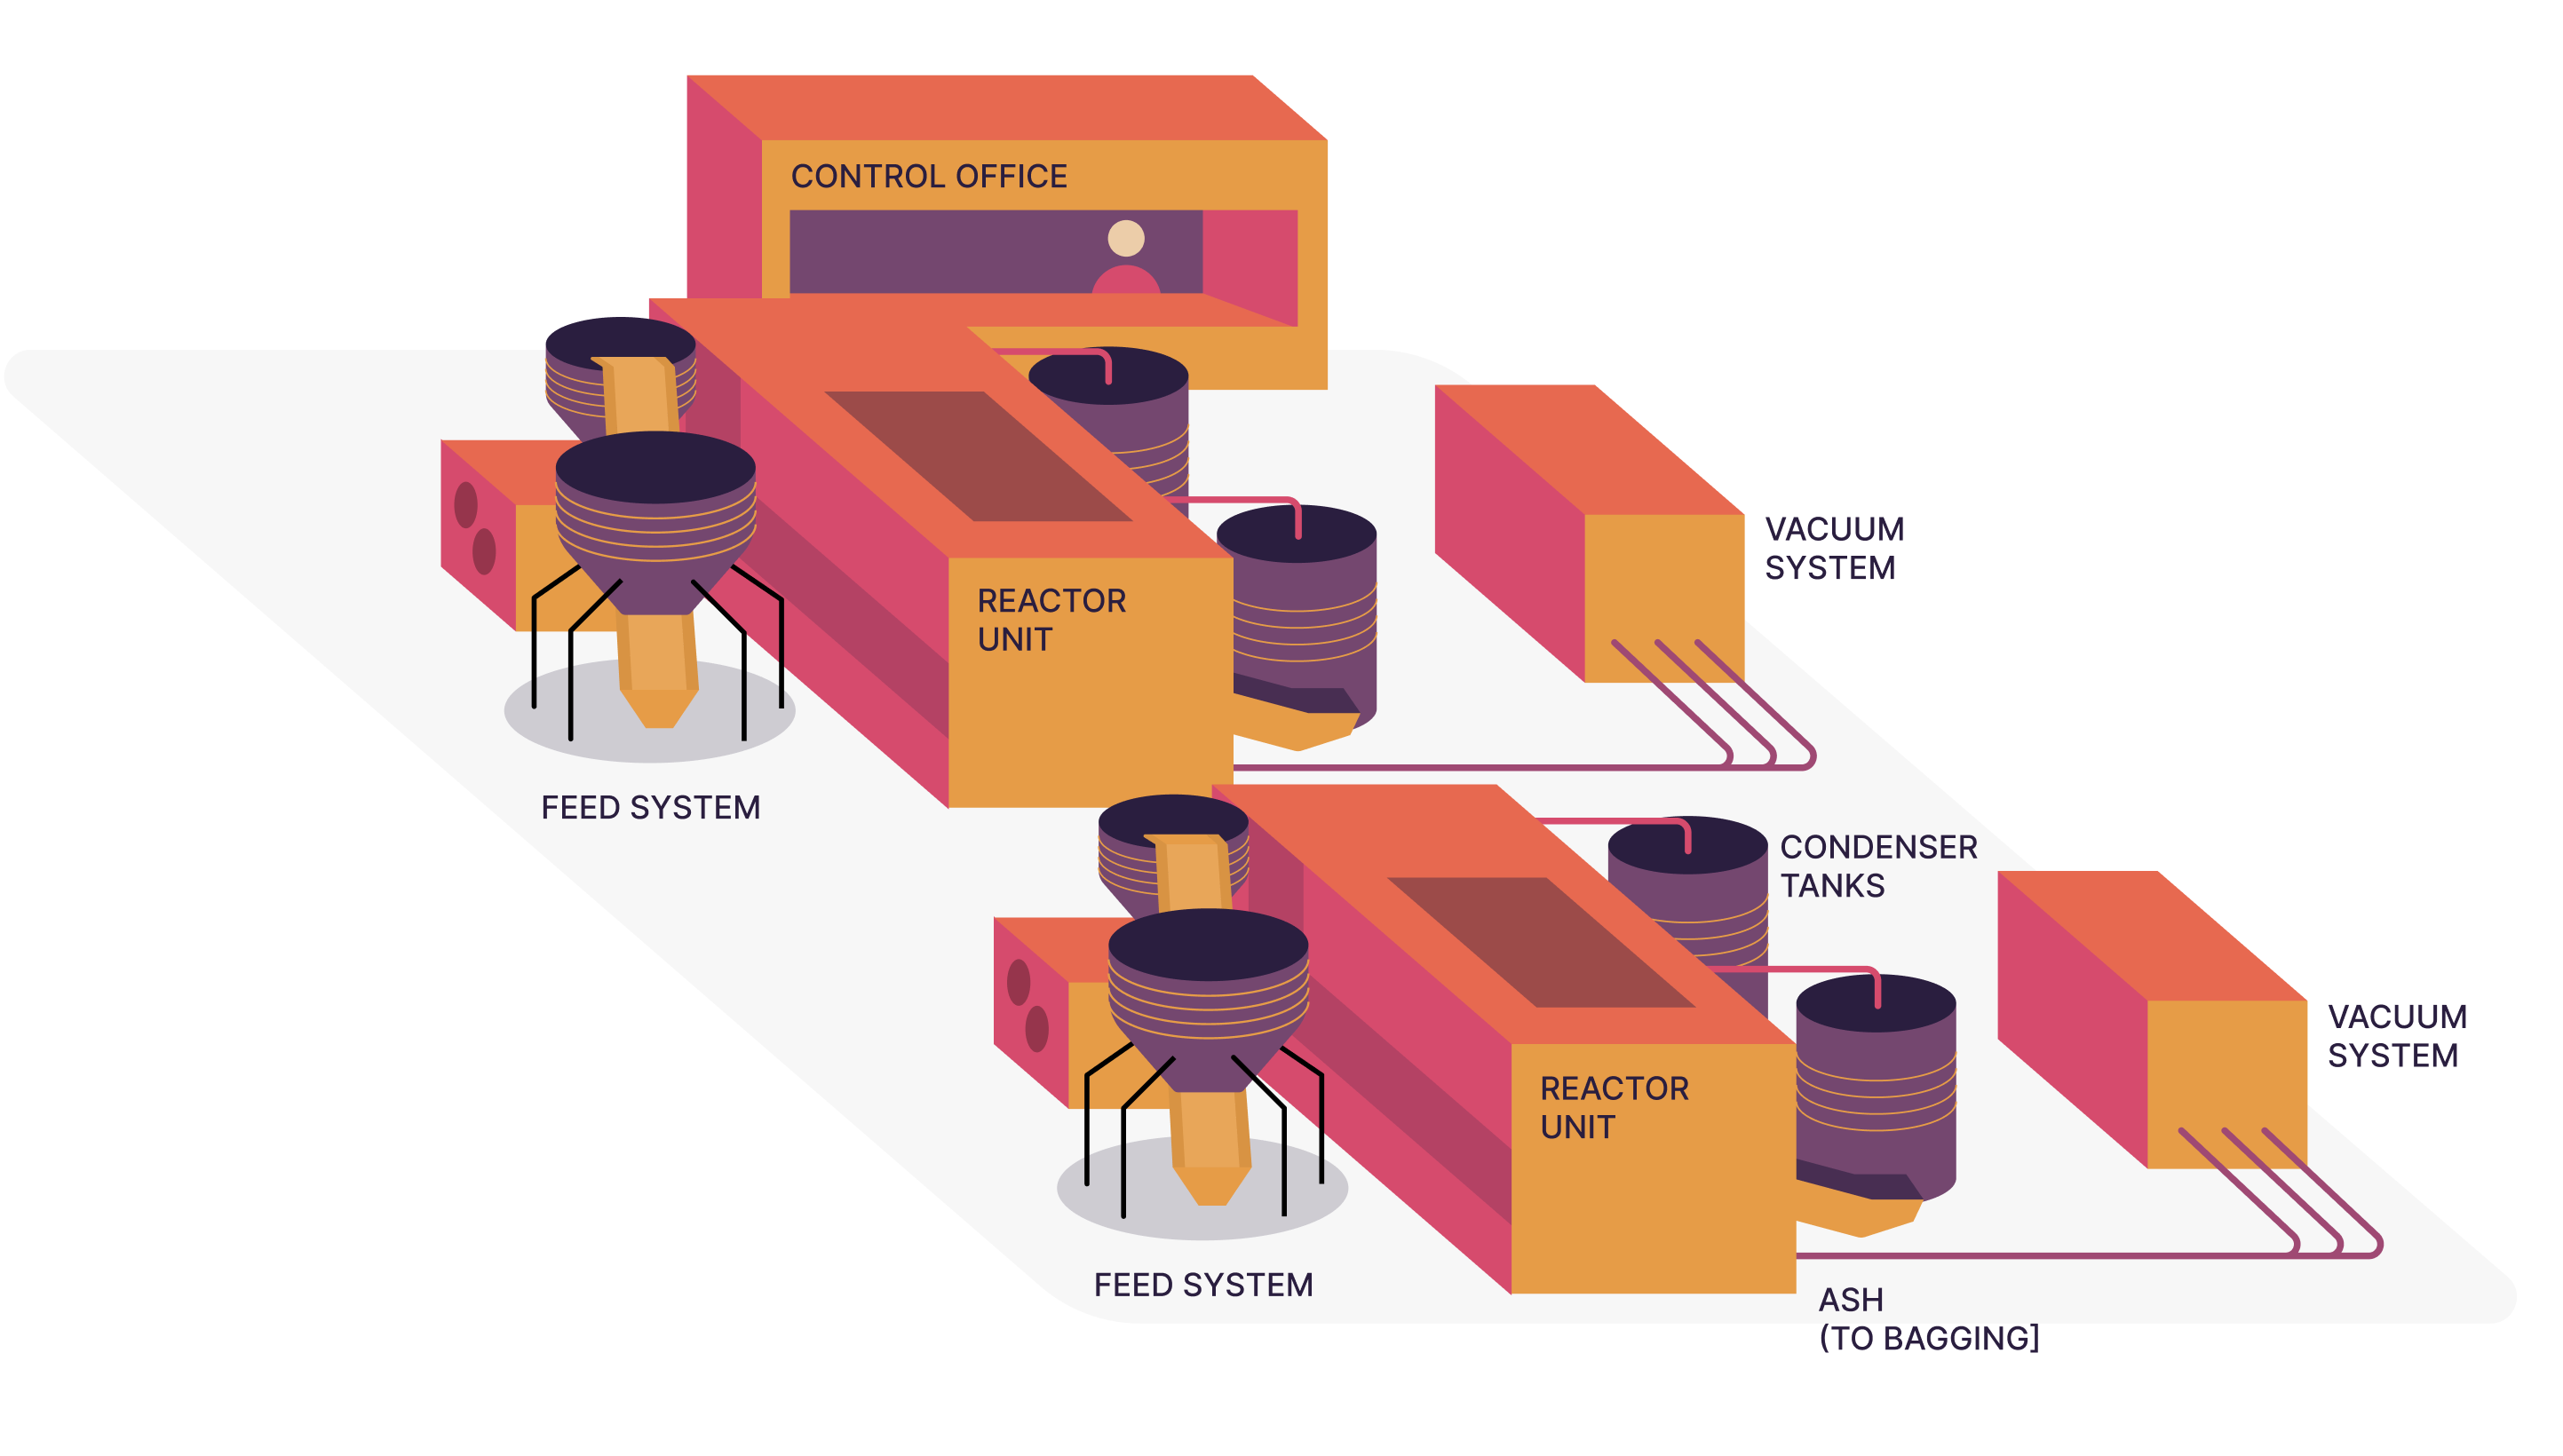 CONTROL OFFICE
VACUUM
SYSTEM
REACTOR
UNIT
FEED SYSTEM
CONDENSER
TANKS
VACUUM
SYSTEM
REACTOR
UNIT
FEED SYSTEM
ASH
(TO BAGGING]